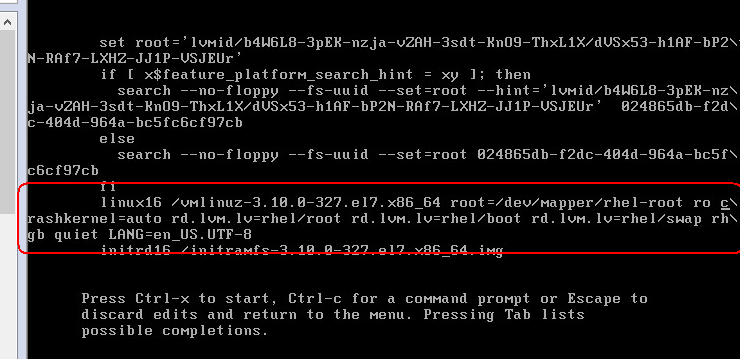 set root='lvmid/b4W6L8-3pEK-nzja-vZAH-3sdt-KnO9-ThxL1X/dVSx53-h1AF-bP2\
N-RAf7-LXHZ-JJ1P-VSJEUr'
if [ x$feature_platform_search_hint = xy ]; then
search --no-floppy --fs-uuid --set=root --hint='lvmid/b4W6L8-3pEK-nz\
ja-vZAH-3sdt-KnO9-ThxL1X/dVSx53-h1AF-bP2N-RAf7-LXHZ-JJ1P-VSJEUr'  024865db-f2d\
c-404d-964a-bc5fc6cf97cb
else
search --no-floppy --fs-uuid --set=root 024865db-f2dc-404d-964a-bc5f\
c6cf97cb
fi
linux16 /vmlinuz-3.10.0-327.el7.x86_64 root=/dev/mapper/rhel-root ro c\
rashkernel=auto rd.lvm.lv=rhel/root rd.lvm.lv=rhel/boot rd.lvm.lv=rhel/swap rh\
gb quiet LANG=en_US.UTF-8
initrd16 /initramfs-3.10.0-327.el7.x86_64.img
Press Ctrl-x to start, Ctrl-c for a command prompt or Escape to
discard edits and return to the menu. Pressing Tab lists
possible completions.